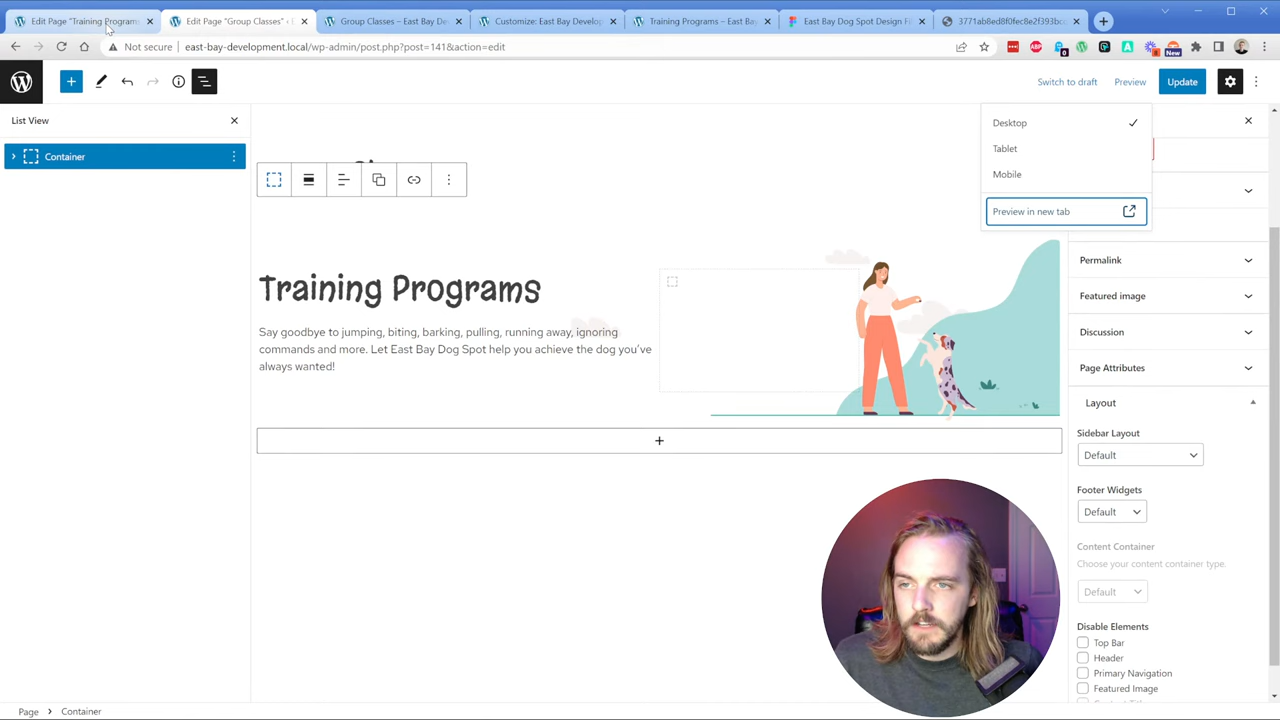 Edit Page "Training Programs
Edit Page "Group Classes" ‹
Group Classes – East Bay Dev
Customize: East Bay Develop
Training Programs – East Bay
East Bay Dog Spot Design F
3771ab8ed8f0fec8e2f393bc
Not secure
east-bay-development.local/wp-admin/post.php?post=141&action=edit
New
Switch to draft
Preview
Update
List View
Container
Desktop
Tablet
Mobile
Preview in new tab
Training Programs
Say goodbye to jumping, biting, barking, pulling, running away, ignoring
commands and more. Let East Bay Dog Spot help you achieve the dog you've
always wanted!
Permalink
Featured image
Discussion
Page Attributes
Layout
Sidebar Layout
Default
Footer Widgets
Default
Content Container
Choose your content container type.
Default
Disable Elements
Top Bar
Header
Primary Navigation
Featured Image
Page
Container